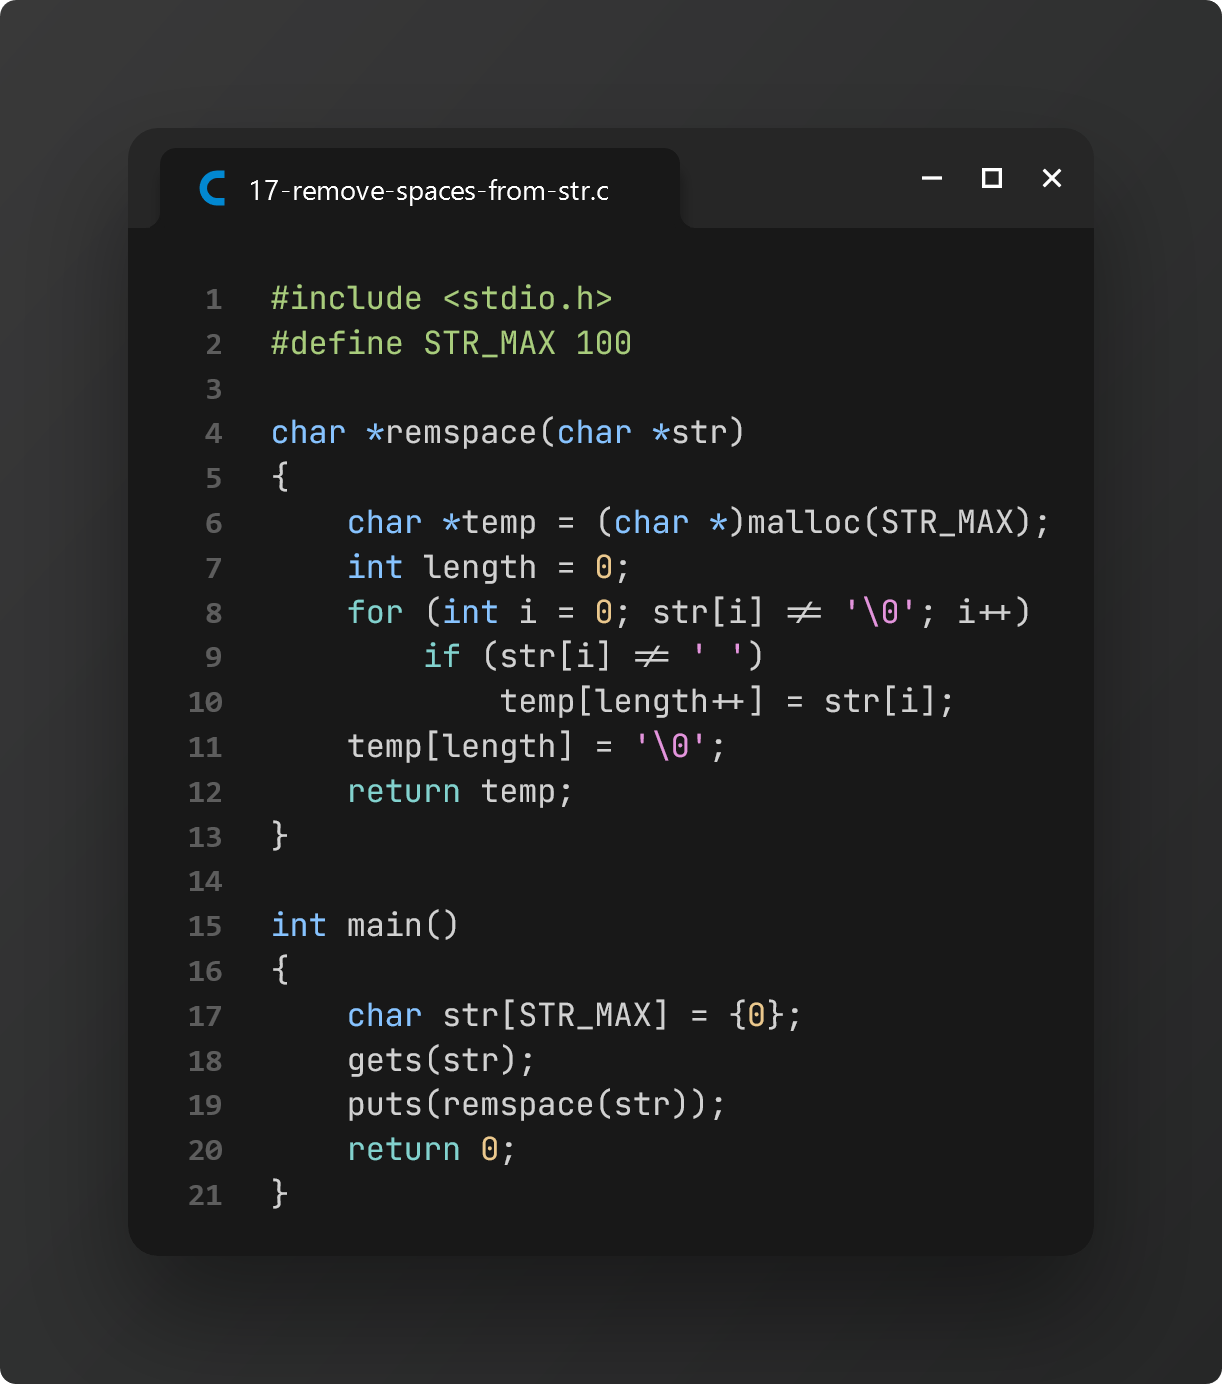 17-remove-spaces-from-str.c
1 #include <stdio.h>
2 #define STR_MAX 100
3
4 char *remspace(char *str)
5 {
6     char *temp = (char *)malloc(STR_MAX);
7     int length = 0;
8     for (int i = 0; str[i] != '\0'; i++)
9         if (str[i] != ' ')
10             temp[length++] = str[i];
11     temp[length] = '\0';
12     return temp;
13 }
14
15 int main()
16 {
17     char str[STR_MAX] = {0};
18     gets(str);
19     puts(remspace(str));
20     return 0;
21 }